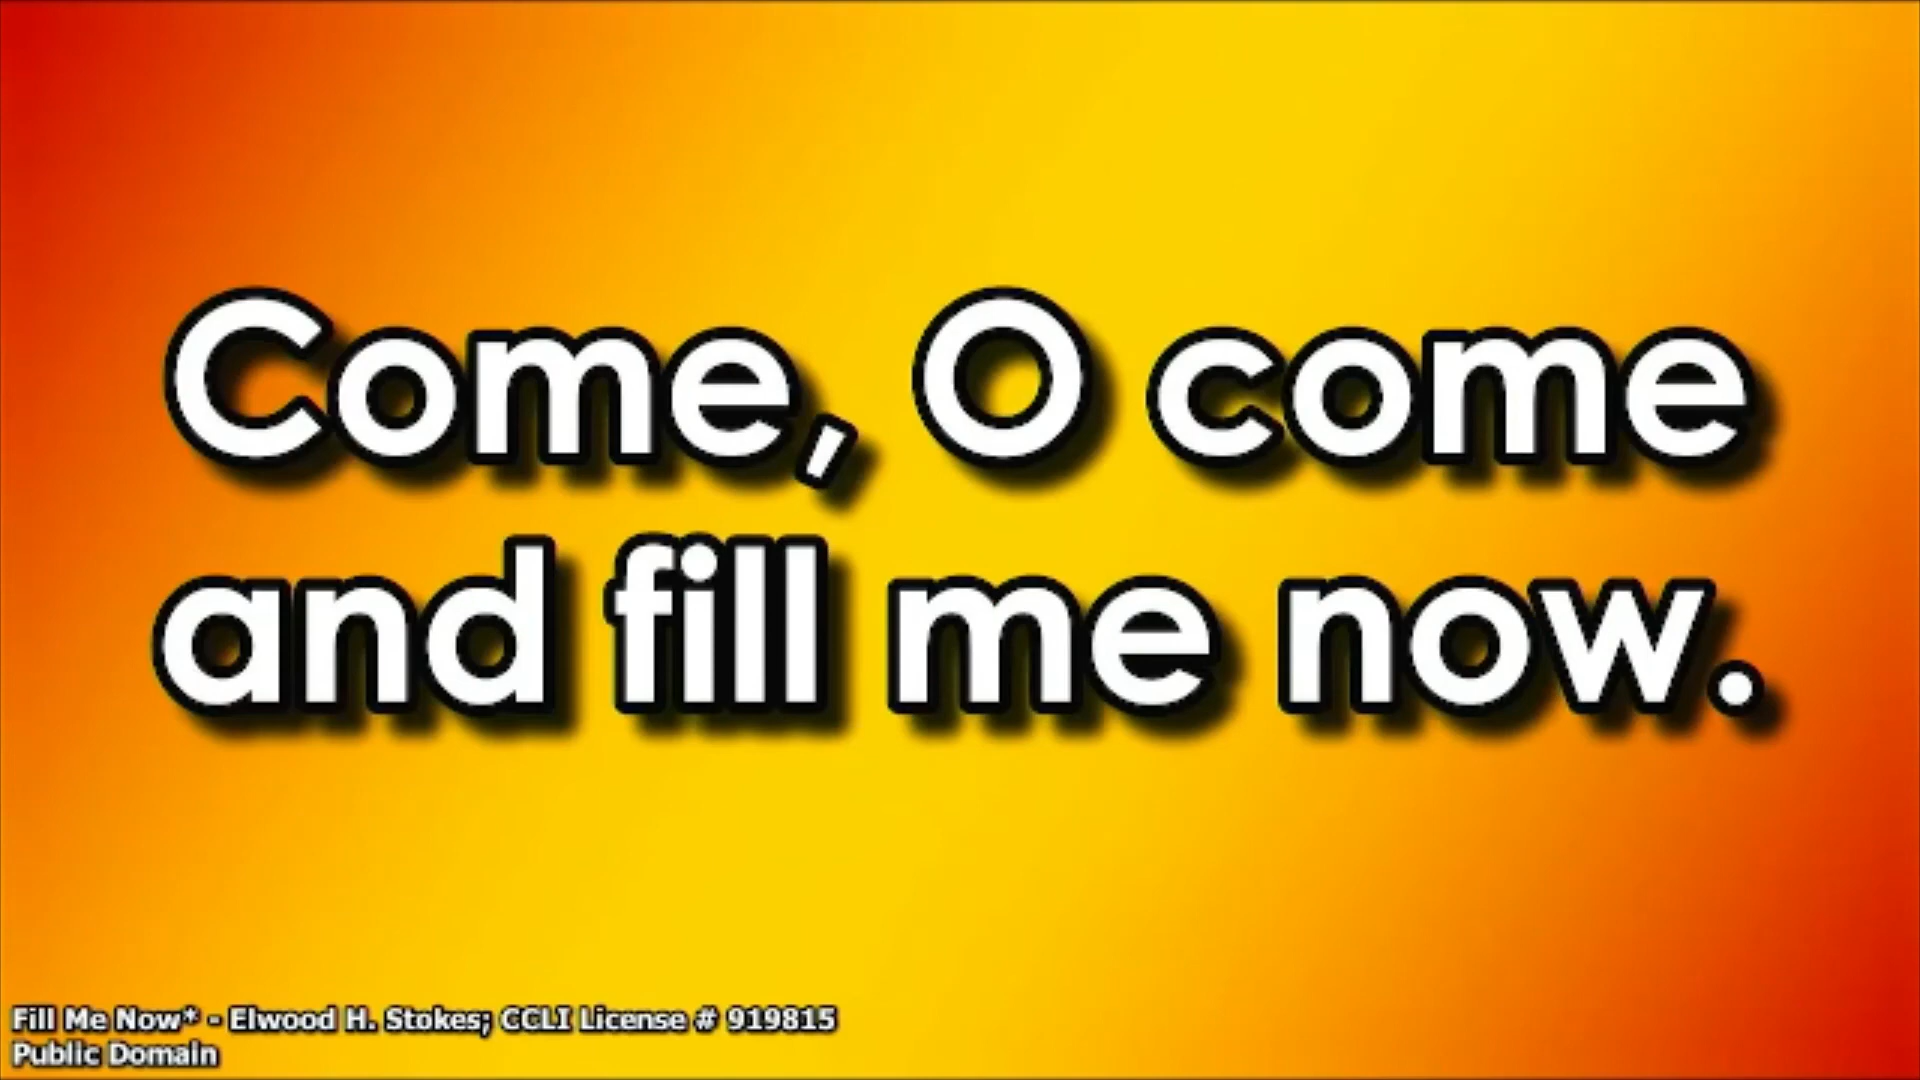 Come, O come
and fill me now.
Fill Me Now* - Elwood H. Stokes; CCLI License # 919815
Public Domain